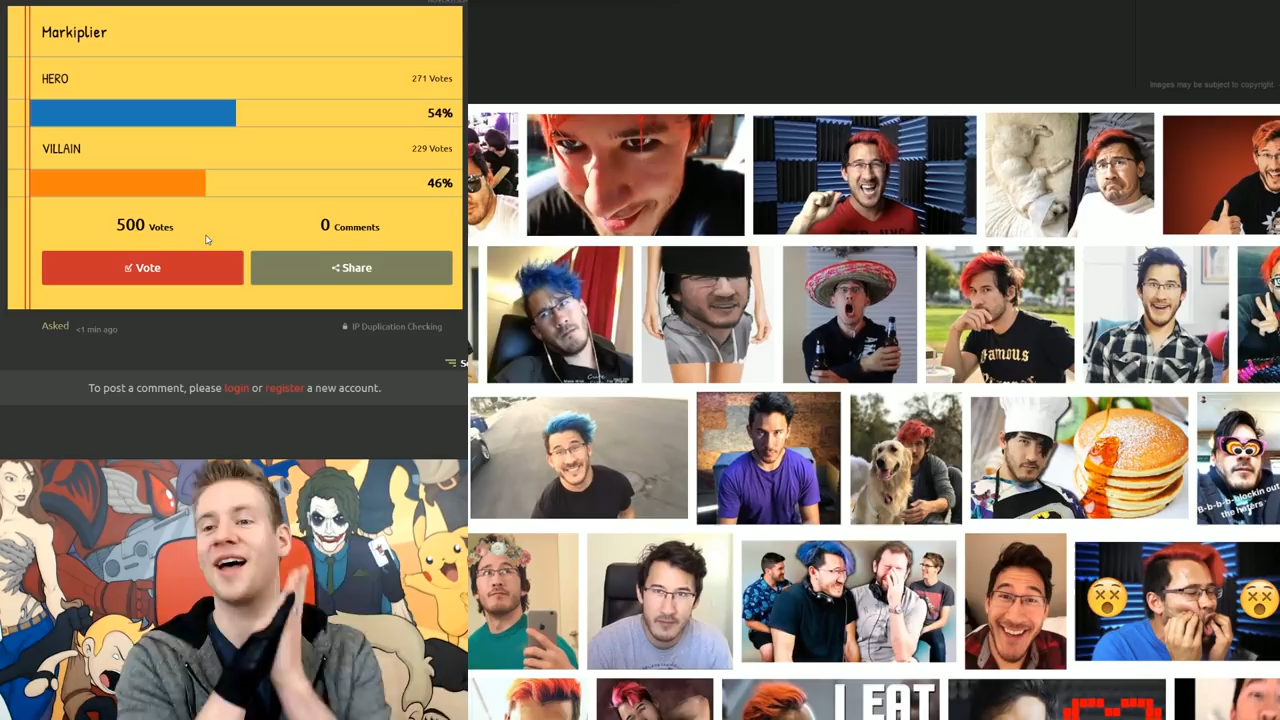 Markiplier
HERO
271 Votes
54%
VILLAIN
229 Votes
46%
500 Votes
0 Comments
Vote
Share
Asked <1 min ago
IP Duplication Checking
To post a comment, please login or register a new account.
Images may be subject to copyright.
Famous
B-b-b-b-blockin out
the haters
I EAT